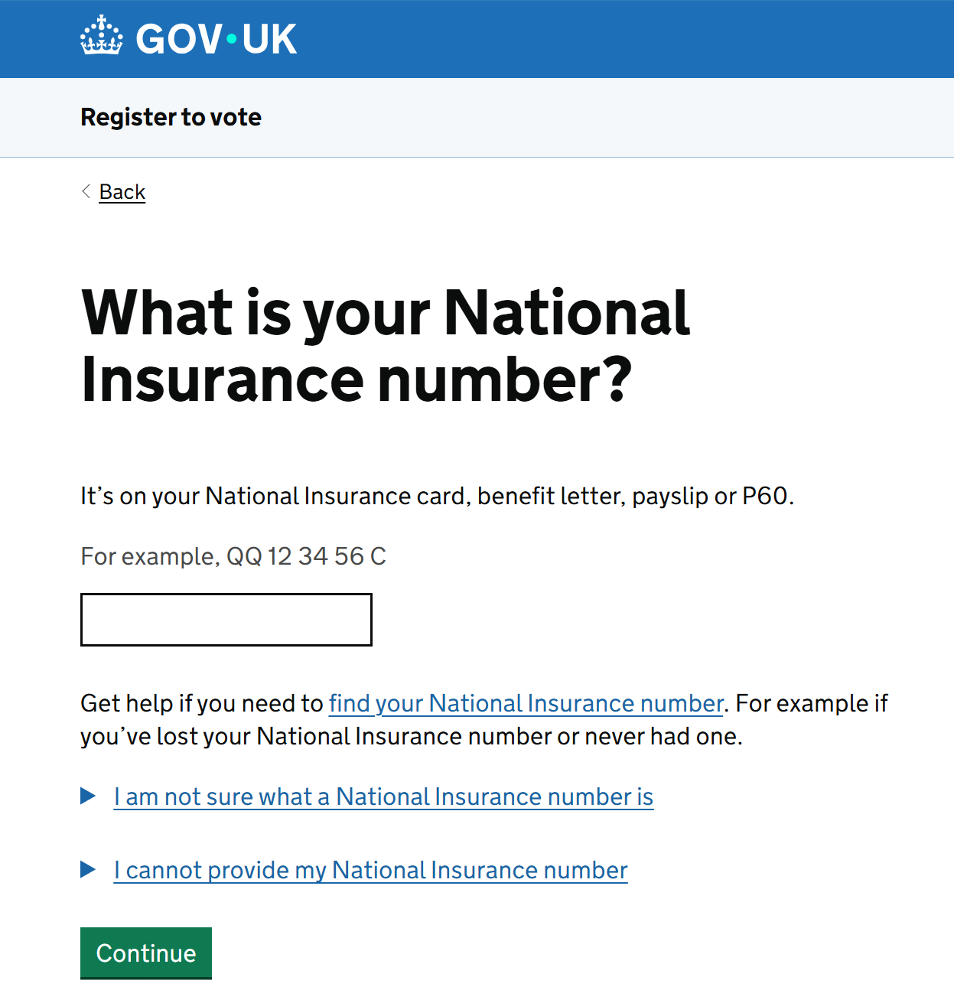 GOV·UK
Register to vote
Back
What is your National
Insurance number?
It’s on your National Insurance card, benefit letter, payslip or P60.
For example, QQ 12 34 56 C
Get help if you need to find your National Insurance number. For example if
you’ve lost your National Insurance number or never had one.
I am not sure what a National Insurance number is
I cannot provide my National Insurance number
Continue